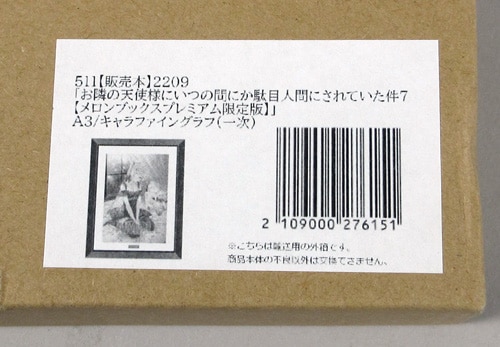 511【販売本】2209
「お隣の天使様にいつの間にか駄目人間にされていた件7
【メロンブックスプレミアム限定版】」
A3/キャラファイングラフ(一次)
2 109000 276151
※こちらは輸送用の外箱です。
商品本体の不良以外は交換できません。